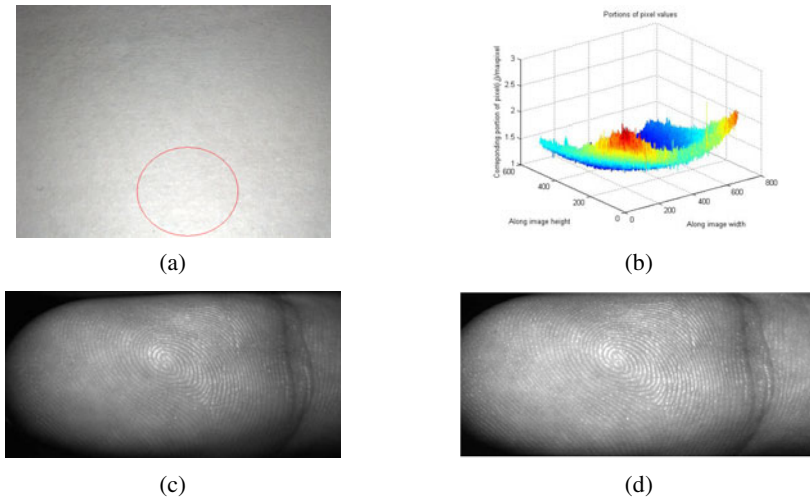 Portions of pixel values
Correponding portion of pixel(i,j)/maxpixel
3
2.5
2
1.5
1
600
400
200
0
0
200
400
600
800
Along image height
Along image width
(a)
(b)
(c)
(d)